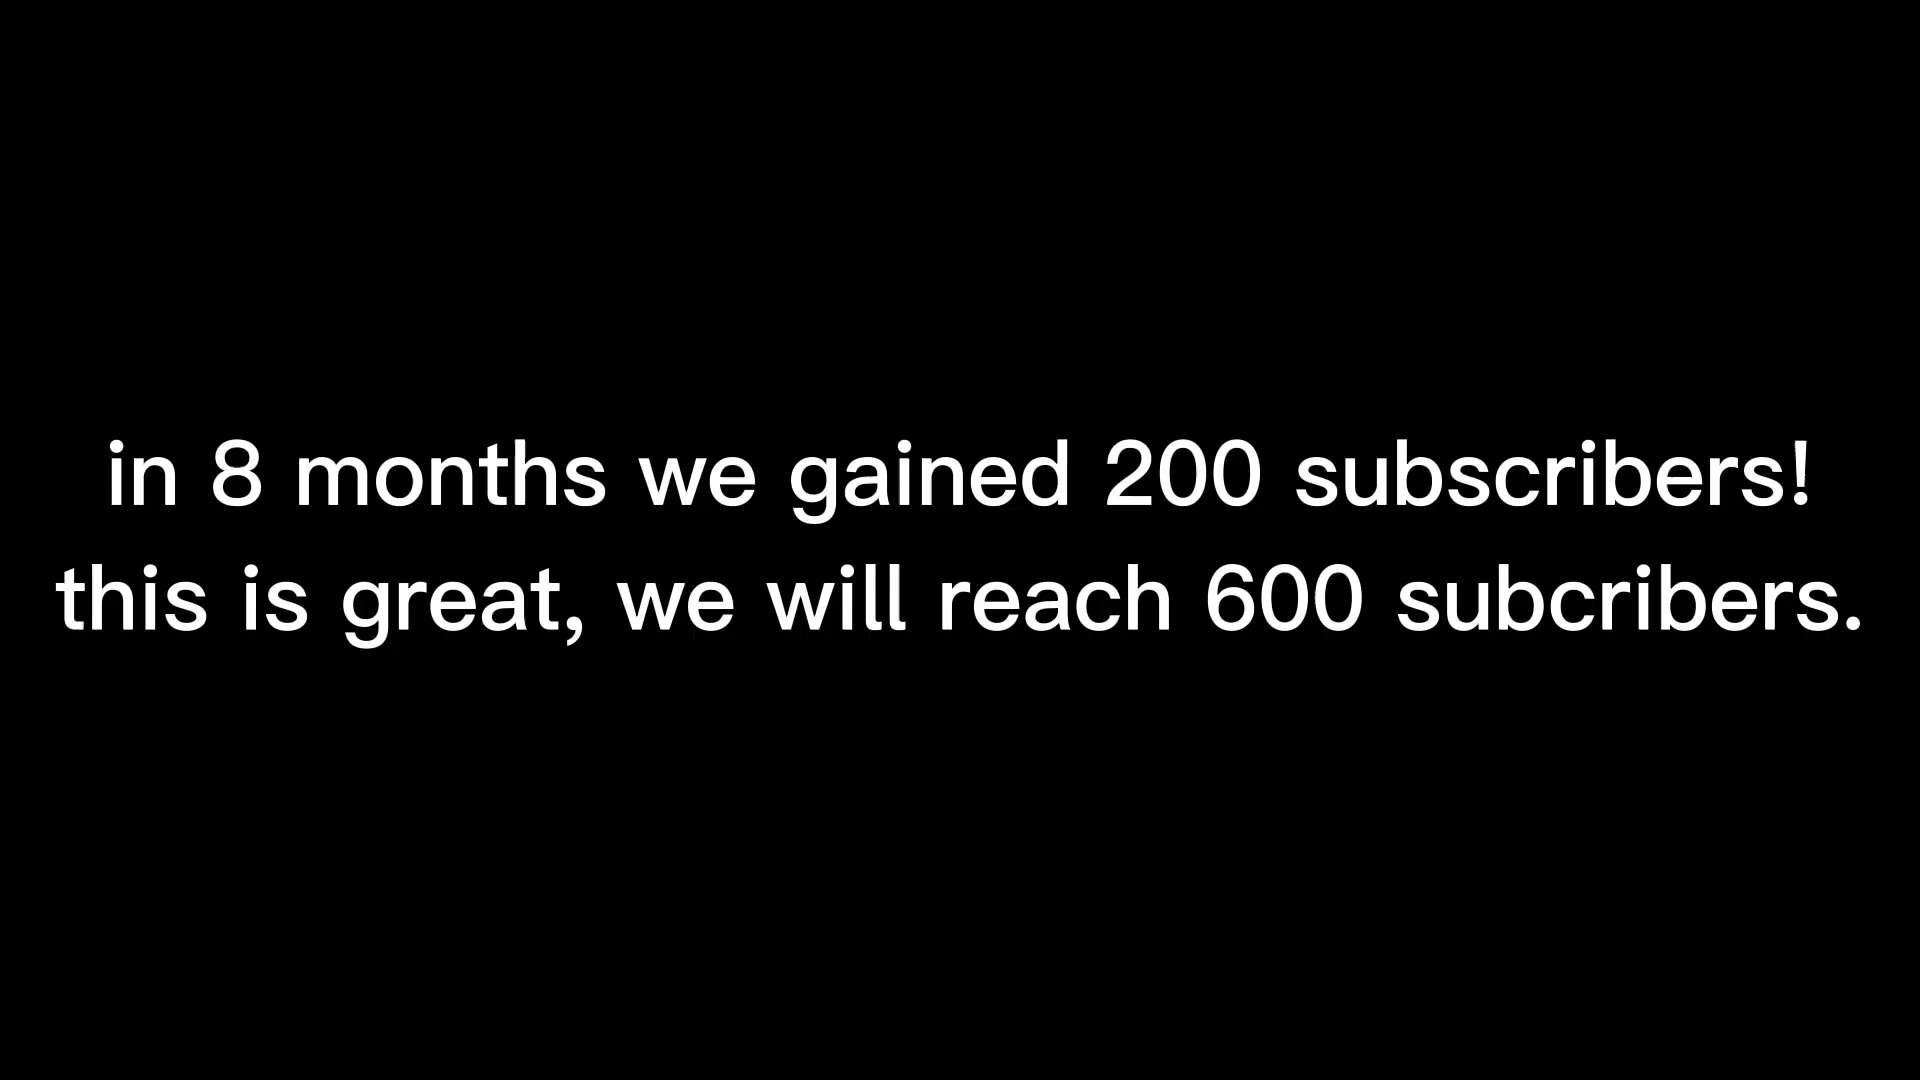 in 8 months we gained 200 subscribers!
this is great, we will reach 600 subcribers.